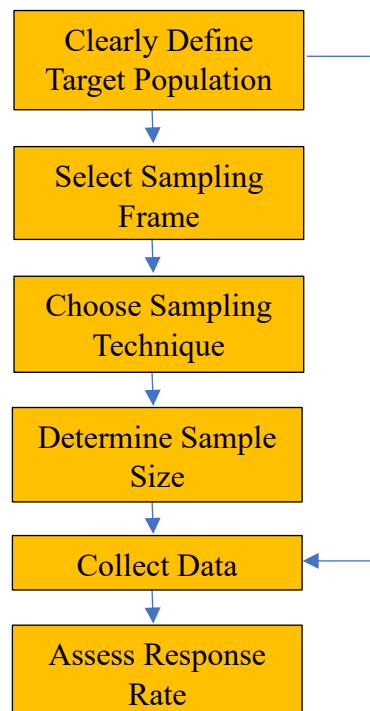 Clearly Define
Target Population
Select Sampling
Frame
Choose Sampling
Technique
Determine Sample
Size
Collect Data
Assess Response
Rate